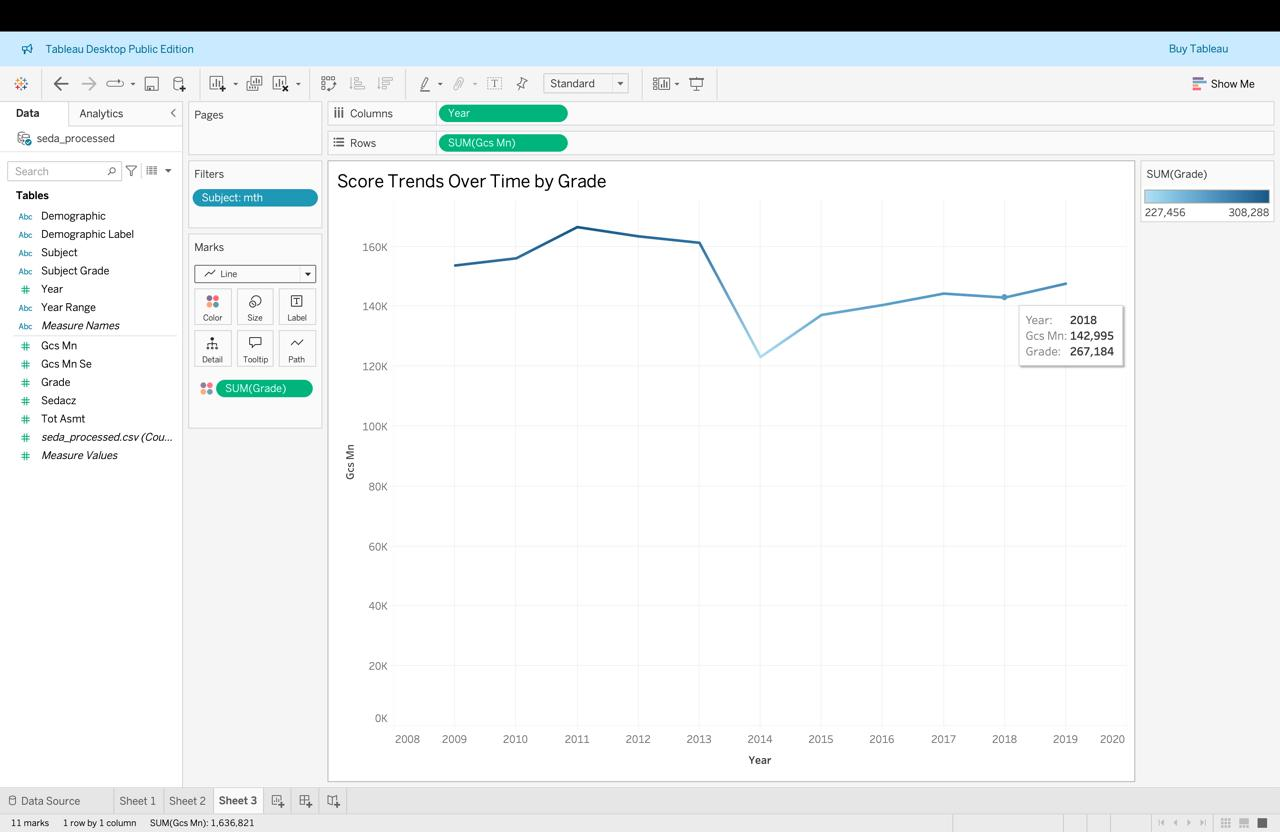 Tableau Desktop Public Edition
Buy Tableau
Standard
Show Me
Data
Analytics
seda_processed
Search
Tables
Abc Demographic
Abc Demographic Label
Abc Subject
Abc Subject Grade
# Year
Abc Year Range
Abc Measure Names
# Gcs Mn
# Gcs Mn Se
# Grade
# Sedacz
# Tot Asmt
# seda_processed.csv (Cou...
# Measure Values
Pages
Filters
Subject: mth
Marks
Line
Color
Size
Label
Detail
Tooltip
Path
SUM(Grade)
Columns
Year
Rows
SUM(Gcs Mn)
Score Trends Over Time by Grade
160K
140K
120K
100K
80K
60K
40K
20K
0K
Gcs Mn
2008 2009 2010 2011 2012 2013 2014 2015 2016 2017 2018 2019 2020
Year
Year: 2018
Gcs Mn: 142,995
Grade: 267,184
SUM(Grade)
227,456 308,288
Data Source
Sheet 1
Sheet 2
Sheet 3
11 marks 1 row by 1 column SUM(Gcs Mn): 1,636,821